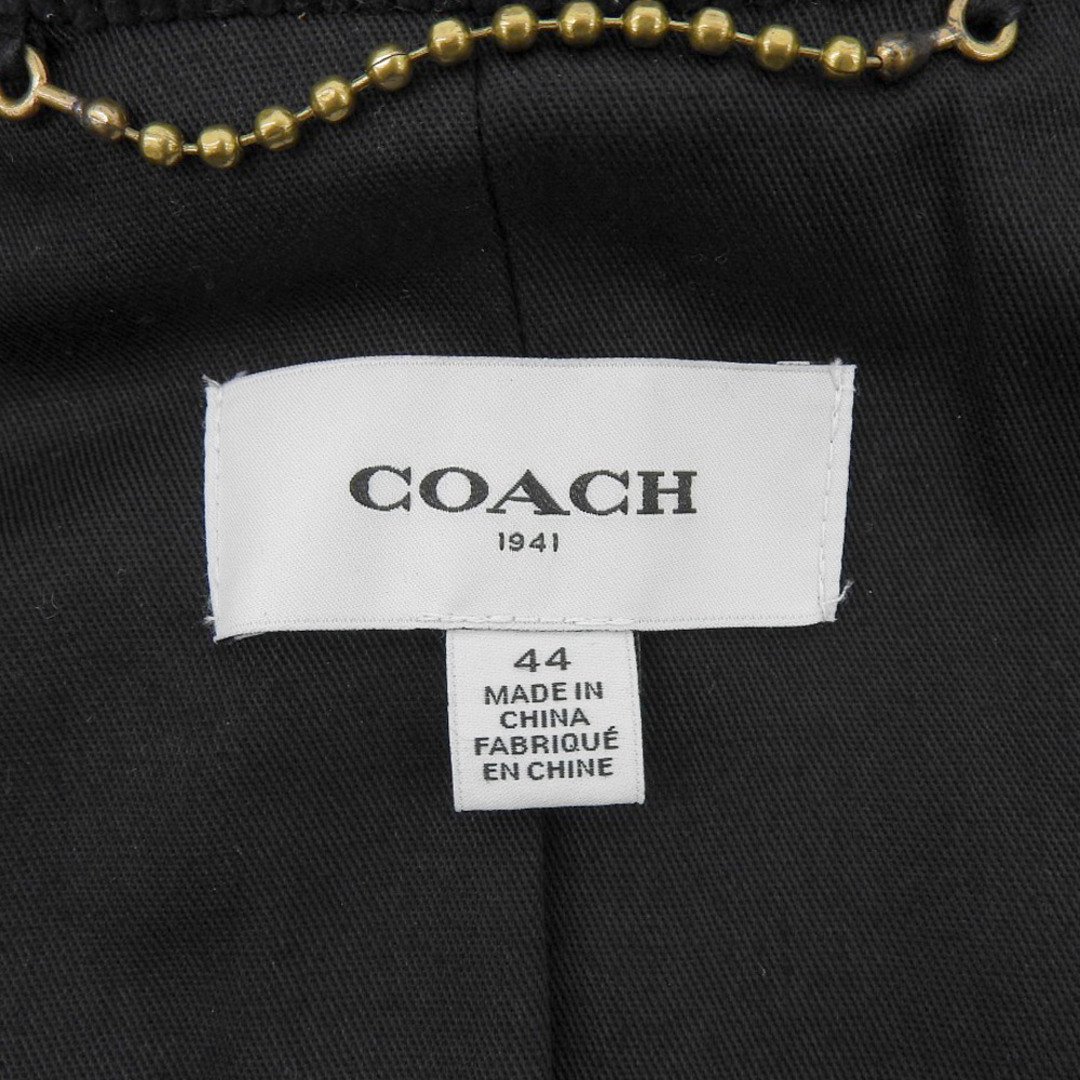 COACH
1941
44
MADE IN
CHINA
FABRIQUÉ
EN CHINE